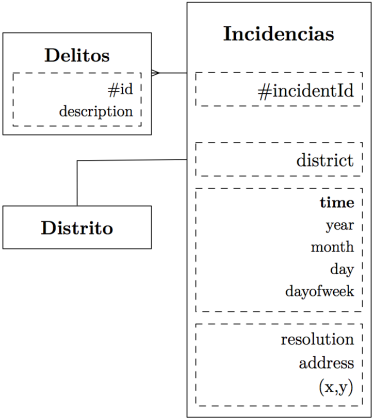 Delitos
#id
description
Distrito
Incidencias
#incidentId
district
time
year
month
day
dayofweek
resolution
address
(x,y)